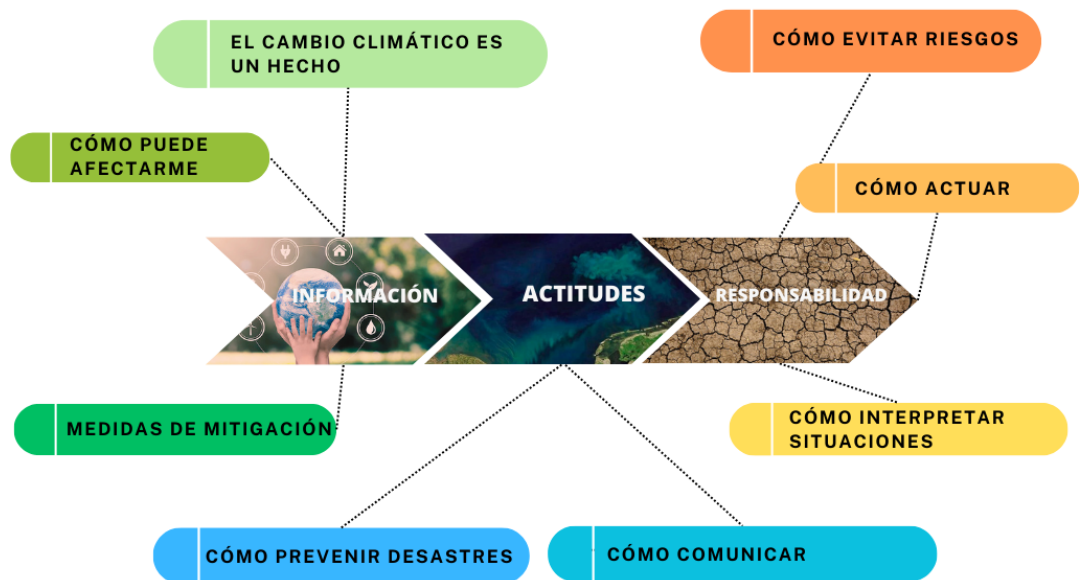 EL CAMBIO CLIMÁTICO ES
UN HECHO
CÓMO EVITAR RIESGOS
CÓMO PUEDE
AFECTARME
CÓMO ACTUAR
INFORMACIÓN
ACTITUDES
RESPONSABILIDAD
MEDIDAS DE MITIGACIÓN
CÓMO INTERPRETAR
SITUACIONES
CÓMO PREVENIR DESASTRES
CÓMO COMUNICAR